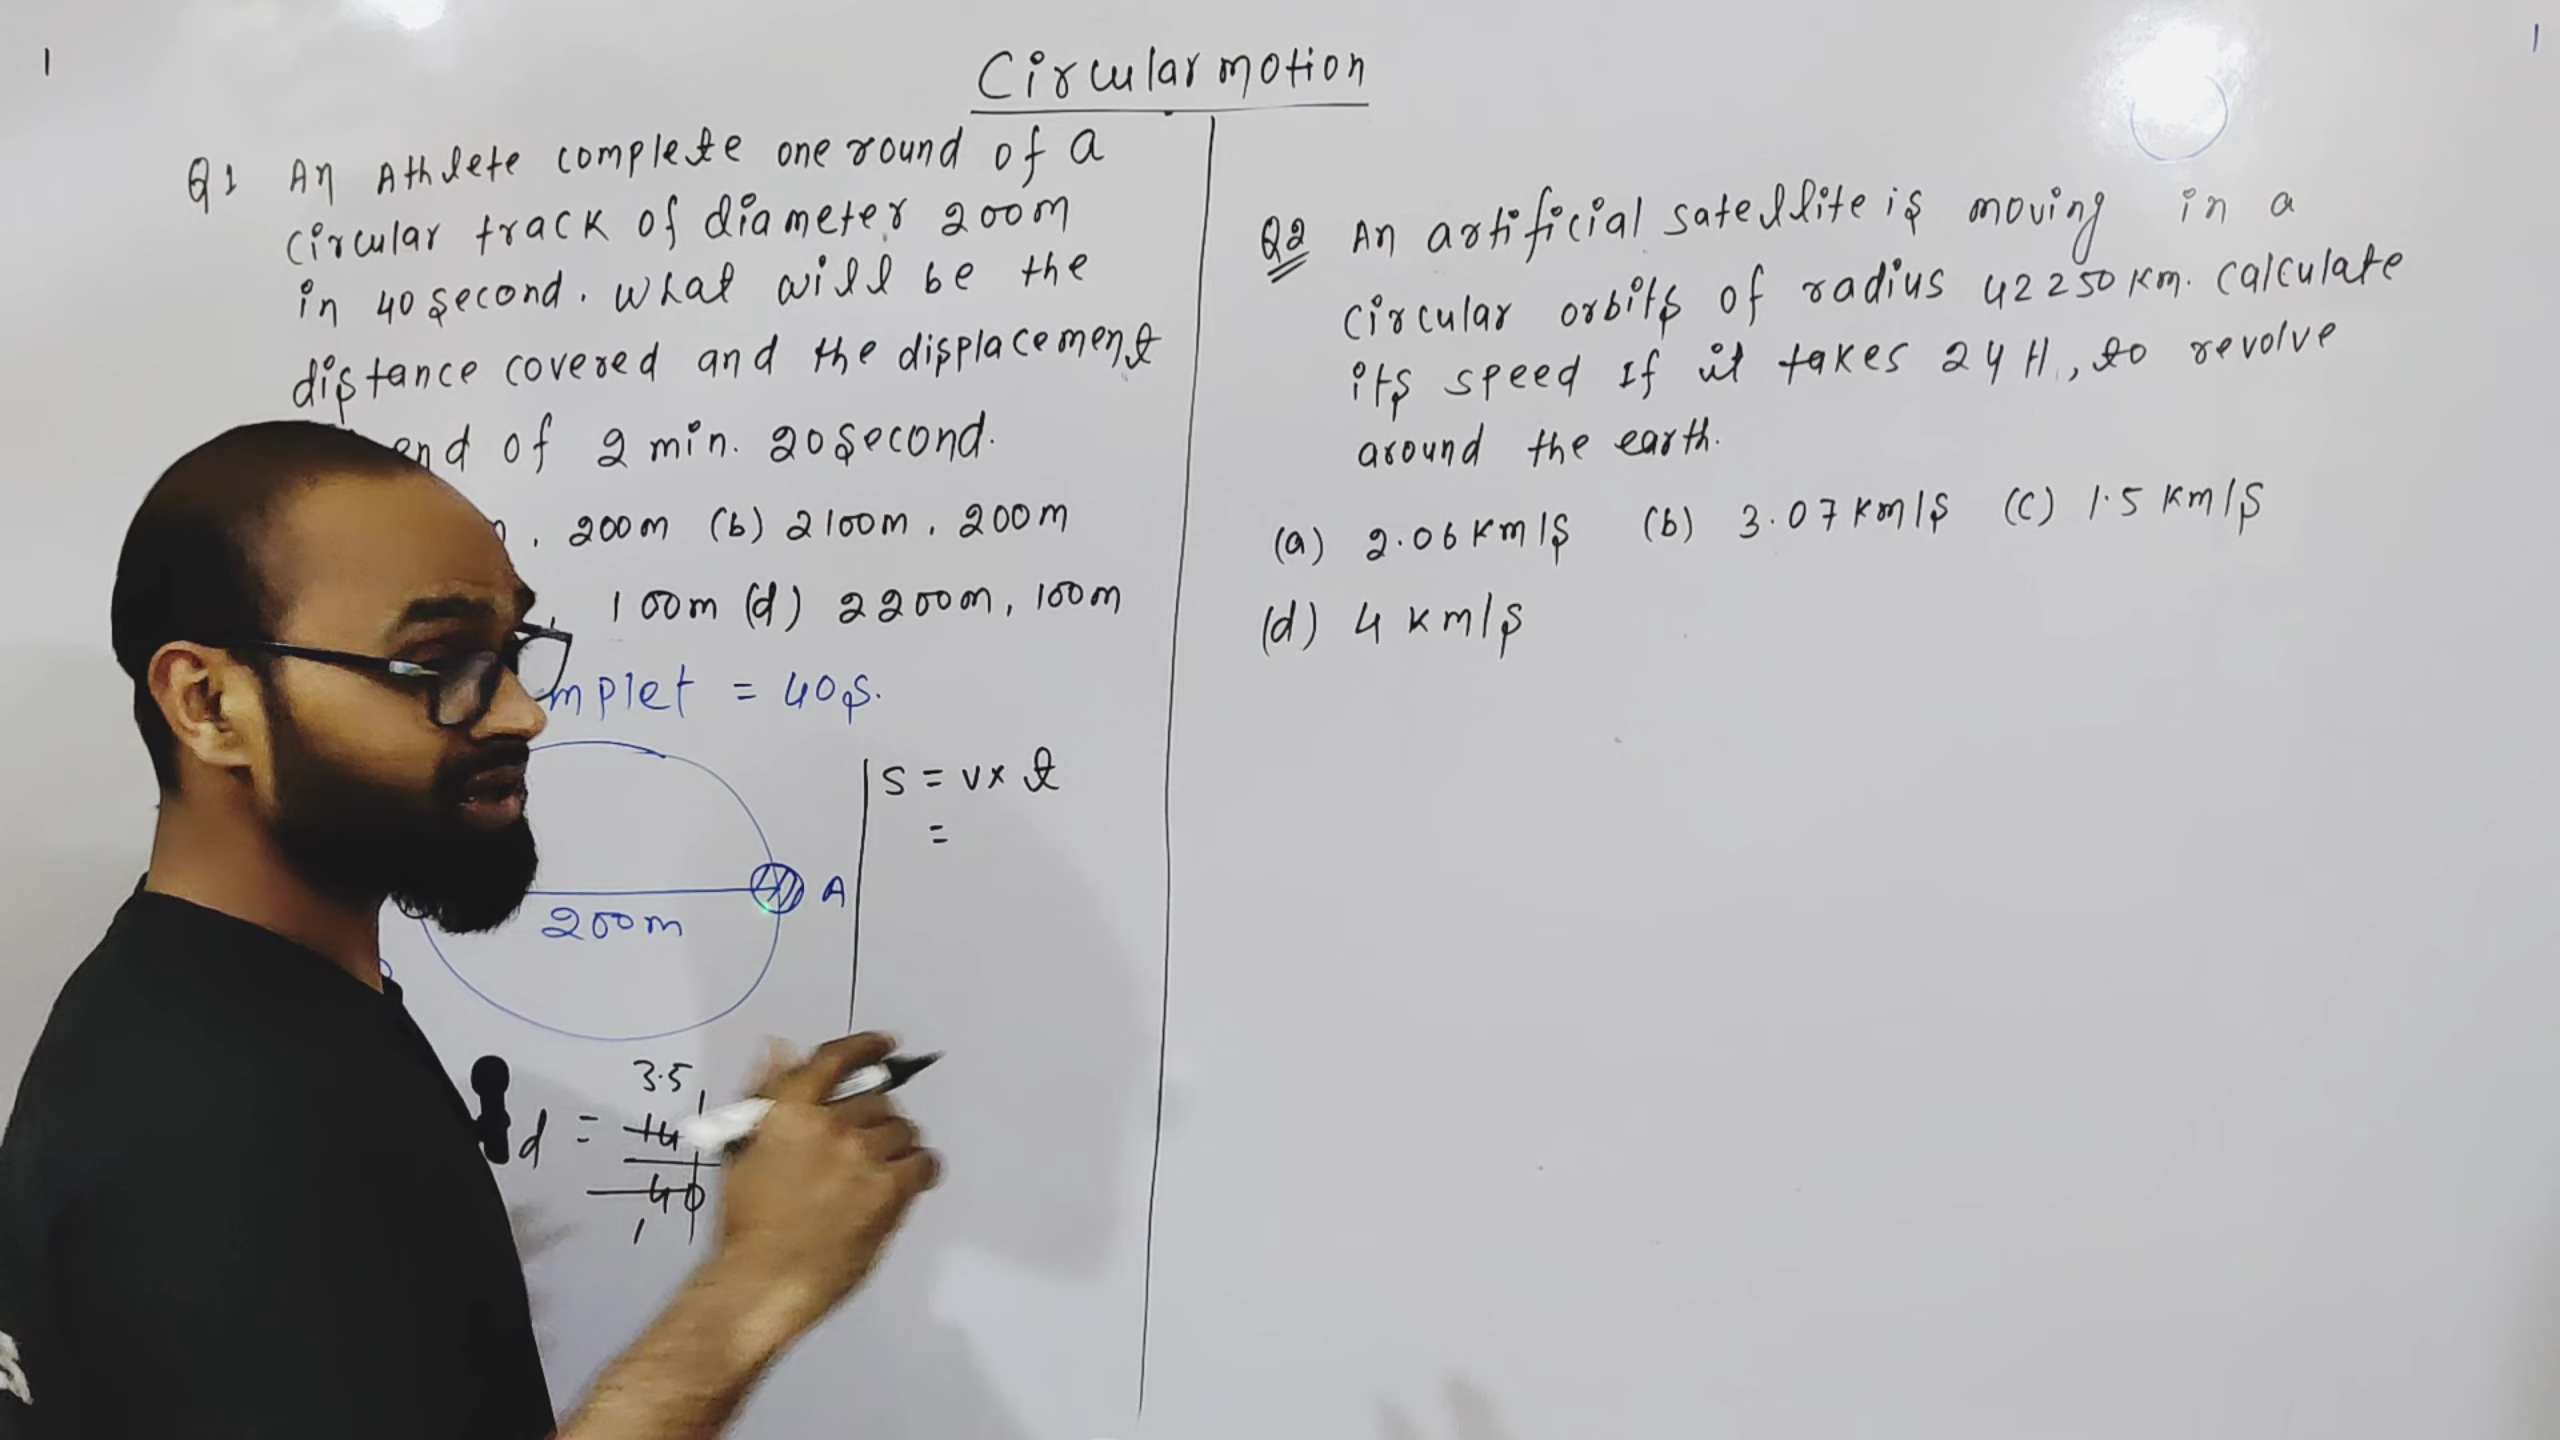 Circular motion
Q1 An Athlete complete one round of a
circular track of diameter 200m
in 40 second. What will be the
distance covered and the displacement
end of 2 min. 20 second.
. 200m (b) 2100m, 200m
100m (d) 2200m, 100m
mplet = 40s.
S = v× t
=
A
200m
3.5
d = 14
40
Q2 An artificial satellite is moving in a
circular orbits of radius 42250 Km. calculate
its speed If it takes 24 H, to revolve
around the earth.
(a) 2.06 Km/s (b) 3.07 Km/s (c) 1.5 Km/s
(d) 4 Km/s